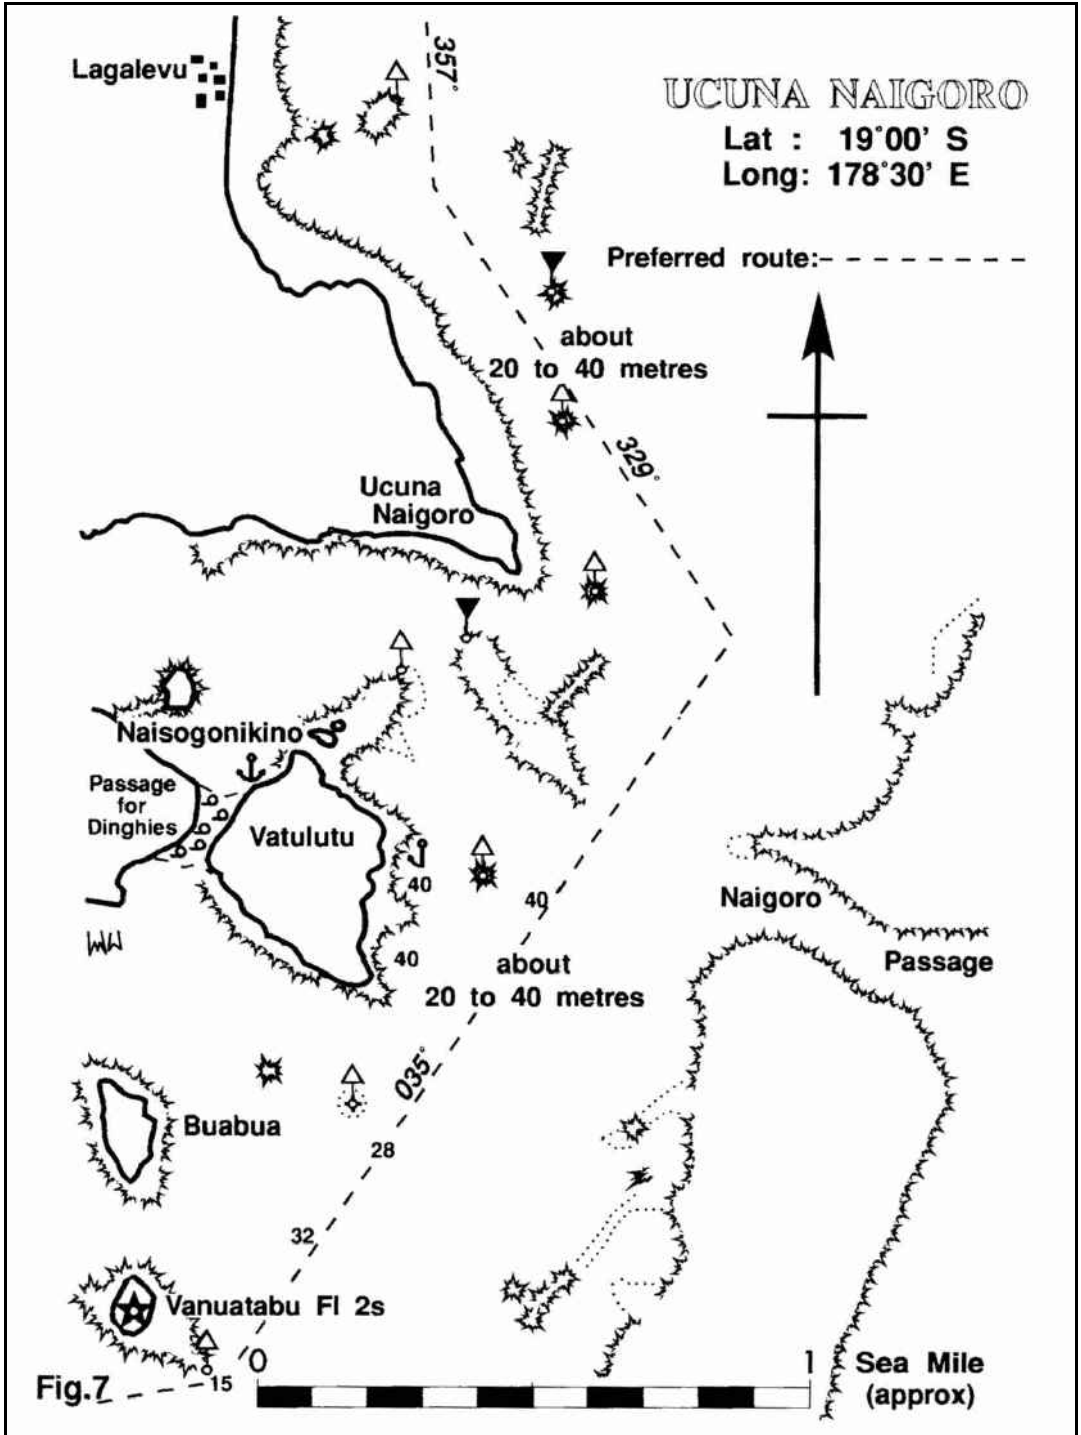 Lagalevu
357°
UCUNA NAIGORO
Lat : 19°00' S
Long: 178°30' E
Preferred route:
about
20 to 40 metres
329°
Ucuna
Naigoro
Naisogonikino
Passage
for
Dinghies
Vatulutu
40
40
40
Naigoro
Passage
about
20 to 40 metres
035°
Buabua
28
32
Vanuatabu Fl 2s
15
Fig.7
0
1
Sea Mile
(approx)